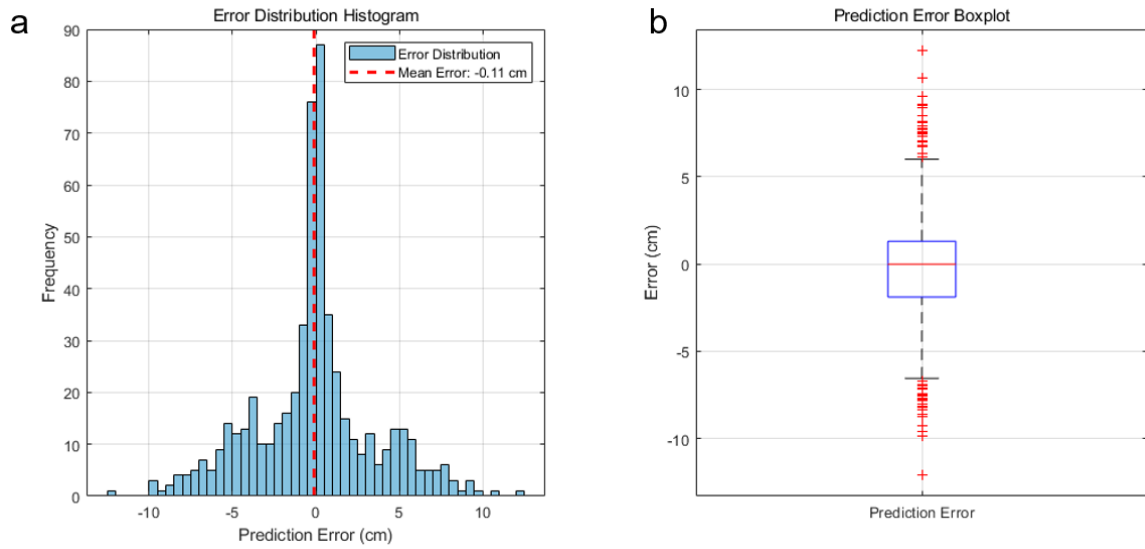 a
Error Distribution Histogram
Error Distribution
Mean Error: -0.11 cm
90
80
70
60
50
40
30
20
10
0
Frequency
-10
-5
0
5
10
Prediction Error (cm)
b
Prediction Error Boxplot
10
5
0
-5
-10
Error (cm)
Prediction Error